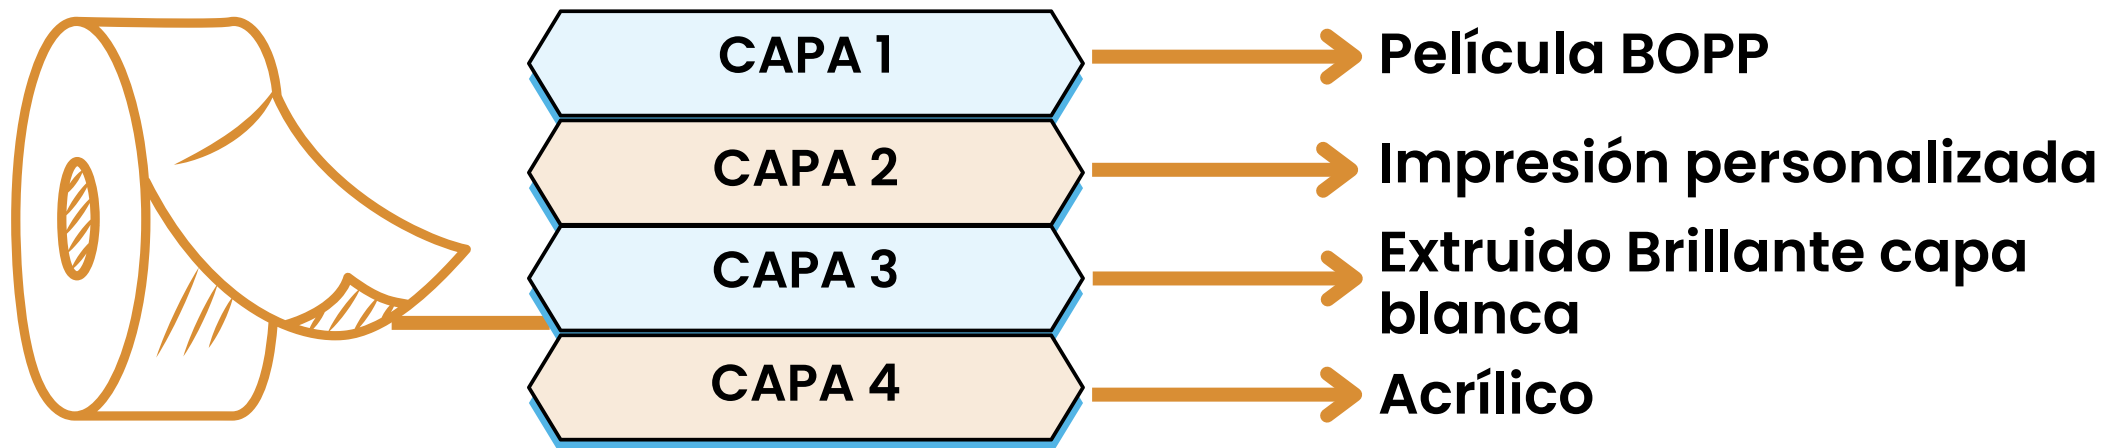 CAPA 1
Película BOPP
CAPA 2
Impresión personalizada
CAPA 3
Extruido Brillante capa
blanca
CAPA 4
Acrílico